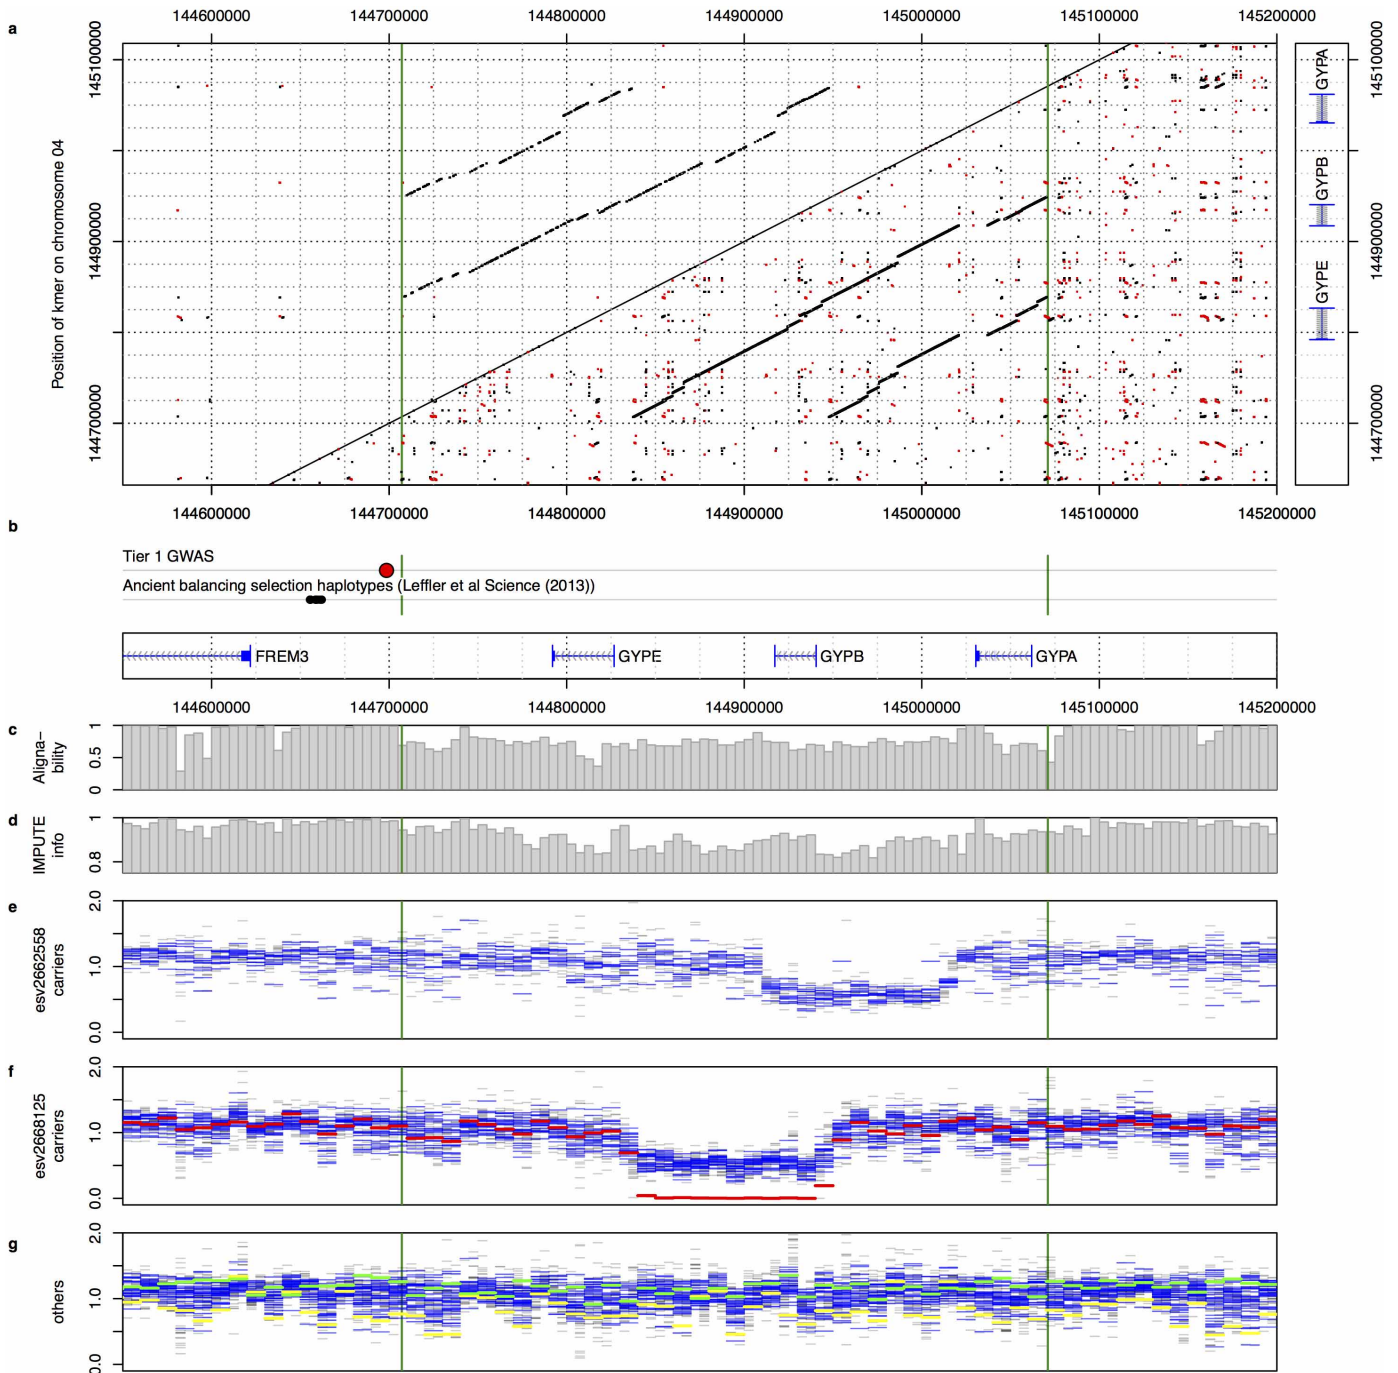 144600000 144700000 144800000 144900000 145000000 145100000 145200000
a
145100000
144900000
144700000
Position of kmer on chromosome 04
GYPA
GYPB
GYPE
145100000
144900000
144700000
144600000 144700000 144800000 144900000 145000000 145100000 145200000
b
Tier 1 GWAS
Ancient balancing selection haplotypes (Leffler et al Science (2013))
FREM3 GYPE GYPB GYPA
144600000 144700000 144800000 144900000 145000000 145100000 145200000
c
Aligna–
bility
1
0.5
0
d
IMPUTE
info
1
0.8
e
esv2662558
carriers
2.0
1.0
0.0
f
esv2668125
carriers
2.0
1.0
0.0
g
others
2.0
1.0
0.0